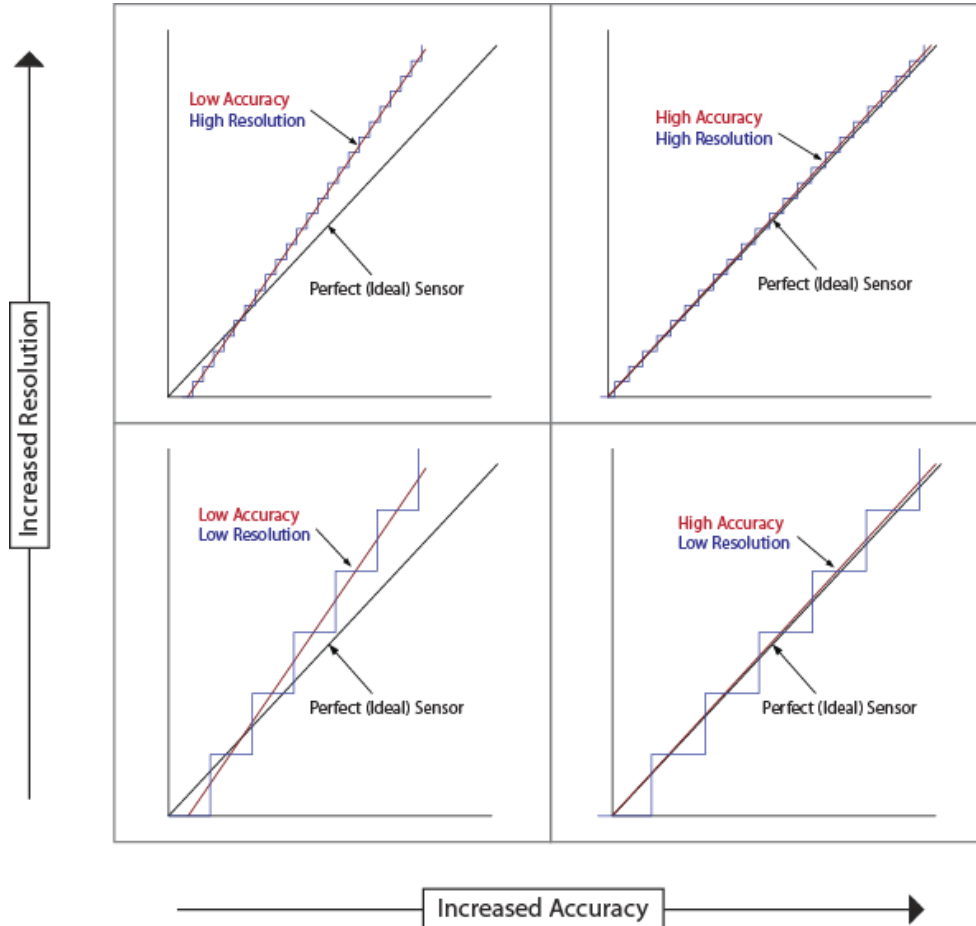 Low Accuracy
High Resolution
Perfect (Ideal) Sensor
High Accuracy
High Resolution
Perfect (Ideal) Sensor
Increased Resolution
Low Accuracy
Low Resolution
Perfect (Ideal) Sensor
High Accuracy
Low Resolution
Perfect (Ideal) Sensor
Increased Accuracy